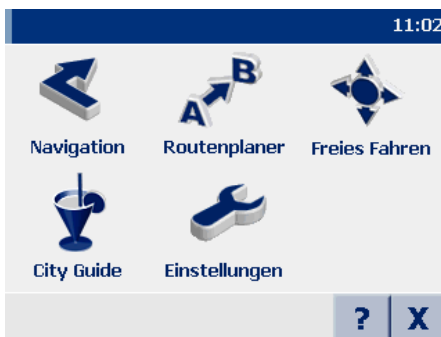 11:02
A B
Navigation Routenplaner Freies Fahren
City Guide Einstellungen
? X